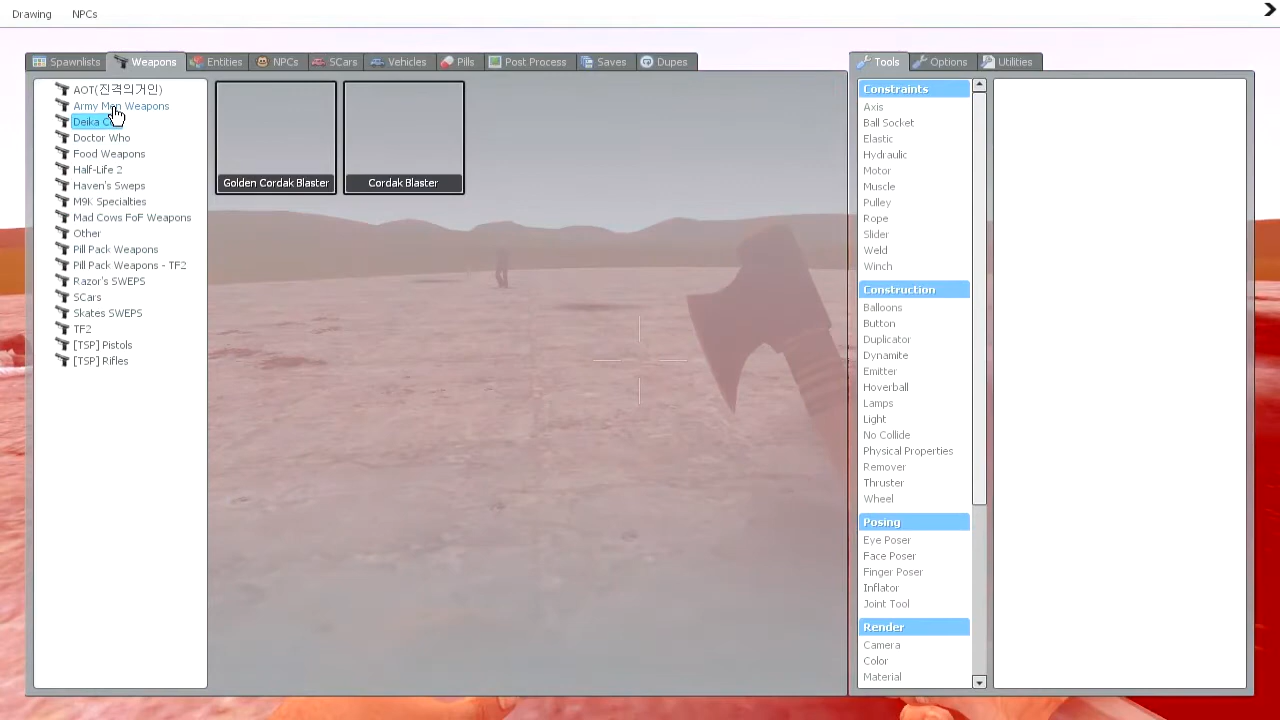 Drawing NPCs
Spawnlists Weapons Entities NPCs SCars Vehicles Pills Post Process Saves Dupes
AOT(진격의거인)
Army Men Weapons
Deika
Doctor Who
Food Weapons
Half-Life 2
Haven's Sweps
M9K Specialties
Mad Cows FoF Weapons
Other
Pill Pack Weapons
Pill Pack Weapons - TF2
Razor's SWEPS
SCars
Skates SWEPS
TF2
[TSP] Pistols
[TSP] Rifles
Golden Cordak Blaster
Cordak Blaster
Tools Options Utilities
Constraints
Axis
Ball Socket
Elastic
Hydraulic
Motor
Muscle
Pulley
Rope
Slider
Weld
Winch
Construction
Balloons
Button
Duplicator
Dynamite
Emitter
Hoverball
Lamps
Light
No Collide
Physical Properties
Remover
Thruster
Wheel
Posing
Eye Poser
Face Poser
Finger Poser
Inflator
Joint Tool
Render
Camera
Color
Material